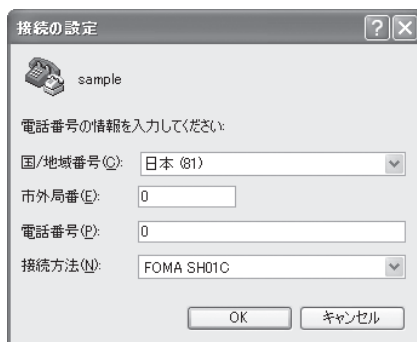 接続の設定
sample
電話番号の情報を入力してください:
国/地域番号(C): 日本 (81)
市外局番(E): 0
電話番号(P): 0
接続方法(N): FOMA SH01C
OK キャンセル